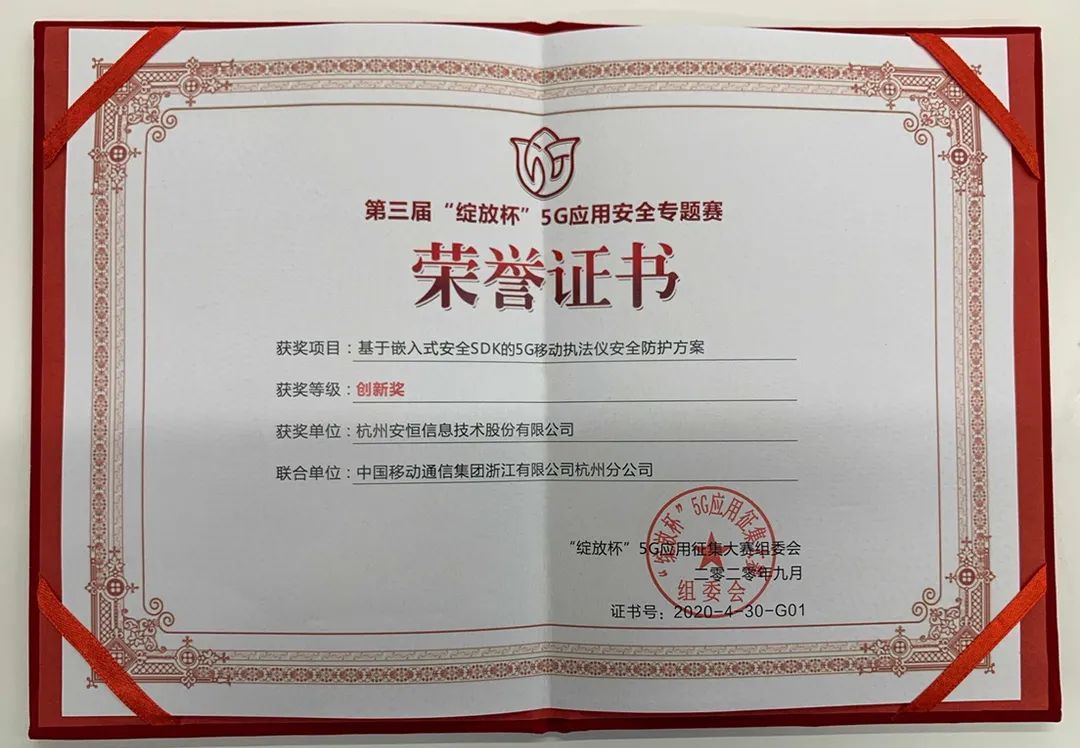 第三届“绽放杯”5G应用安全专题赛
荣誉证书
获奖项目：基于嵌入式安全SDK的5G移动执法仪安全防护方案
获奖等级：创新奖
获奖单位：杭州安恒信息技术股份有限公司
联合单位：中国移动通信集团浙江有限公司杭州分公司
“绽放杯”5G应用征集大赛
“绽放杯”5G应用征集大赛组委会
二零二零年九月
组委会
证书号：2020-4-30-G01